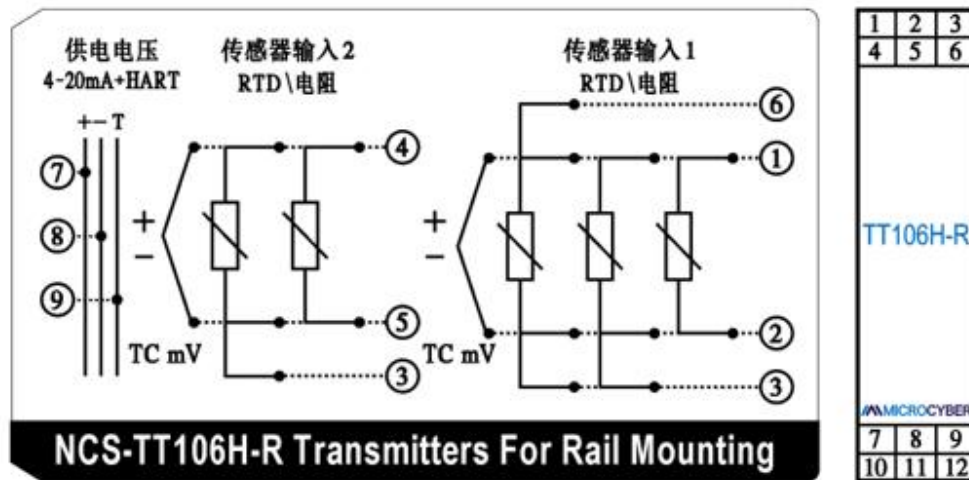 供电电压
4-20mA+HART
+ - T
7
8
9
传感器输入2
RTD\电阻
4
+
-
5
TC mV
3
传感器输入1
RTD\电阻
6
1
+
-
2
TC mV
3
NCS-TT106H-R Transmitters For Rail Mounting
1 2 3
4 5 6
TT106H-R
MICROCYBER
7 8 9
10 11 12